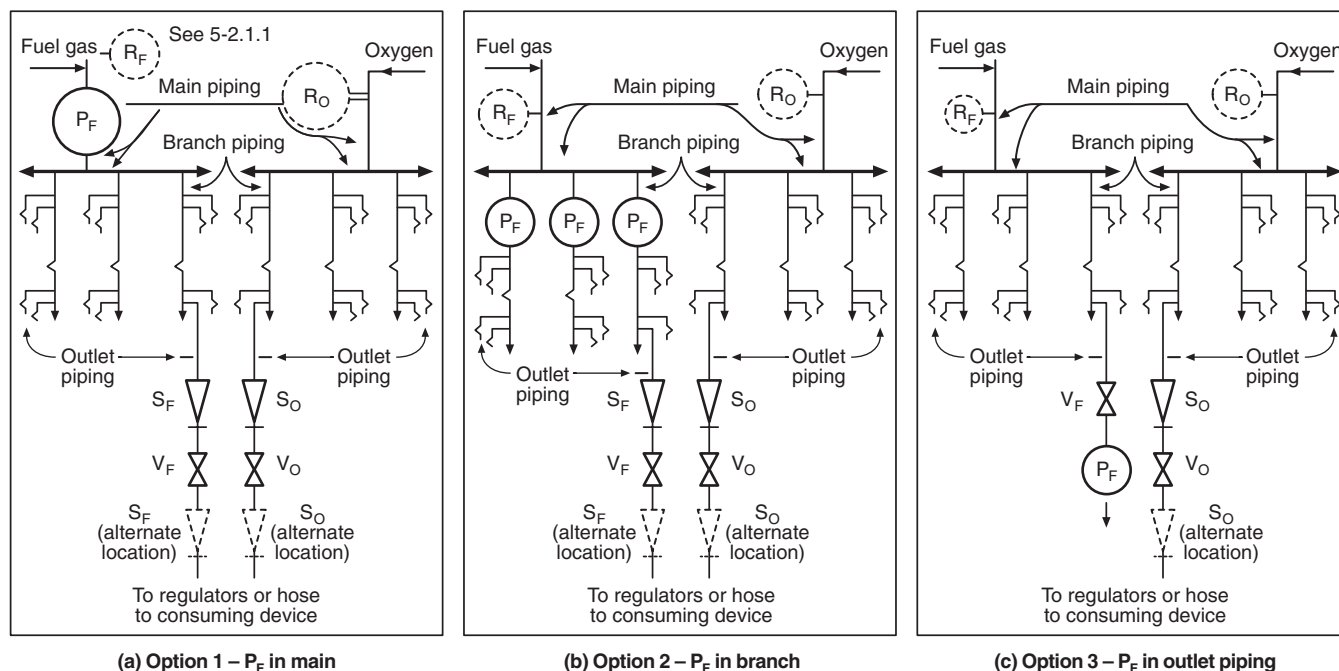 Fuel gas
R_F
See 5-2.1.1
Oxygen
Main piping
R_O
P_F
Branch piping
Outlet
piping
Outlet
piping
S_F
S_O
V_F
V_O
S_F
(alternate
location)
S_O
(alternate
location)
To regulators or hose
to consuming device
(a) Option 1 – P_F in main
Fuel gas
Oxygen
Main piping
R_F
R_O
Branch piping
P_F
P_F
P_F
Outlet
piping
Outlet
piping
S_F
S_O
V_F
V_O
S_F
(alternate
location)
S_O
(alternate
location)
To regulators or hose
to consuming device
(b) Option 2 – P_F in branch
Fuel gas
Oxygen
Main piping
R_F
R_O
Branch piping
Outlet
piping
Outlet
piping
V_F
S_O
P_F
V_O
S_O
(alternate
location)
To regulators or hose
to consuming device
(c) Option 3 – P_F in outlet piping